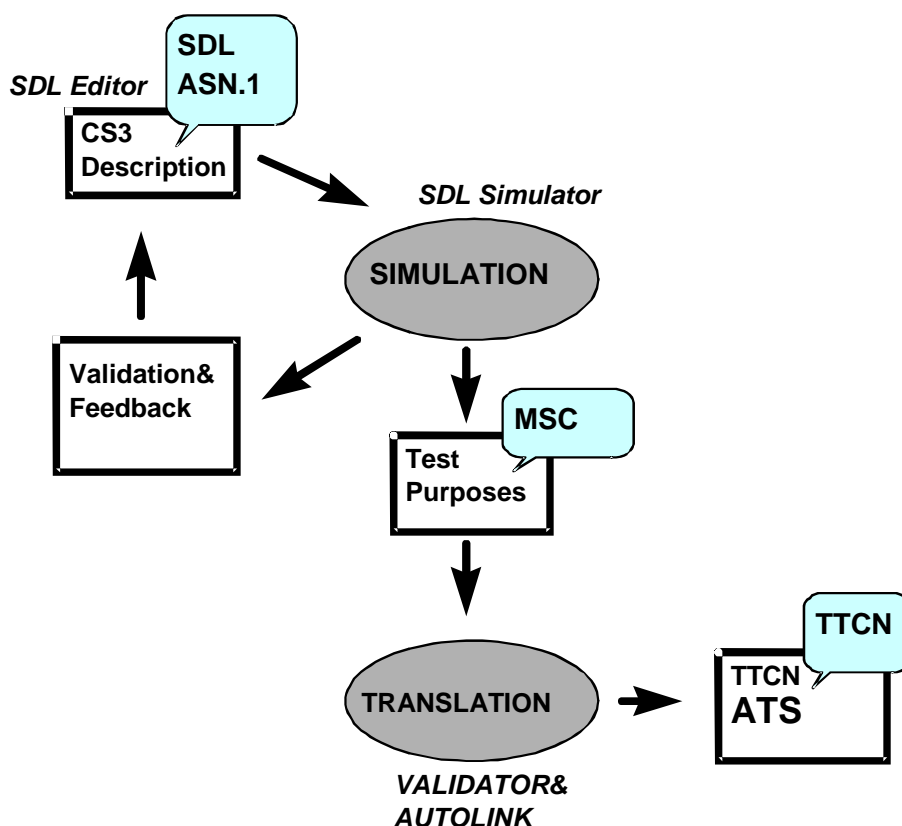 SDL
ASN.1
SDL Editor
CS3
Description
SDL Simulator
SIMULATION
Validation&
Feedback
MSC
Test
Purposes
TTCN
TTCN
ATS
TRANSLATION
VALIDATOR&
AUTOLINK